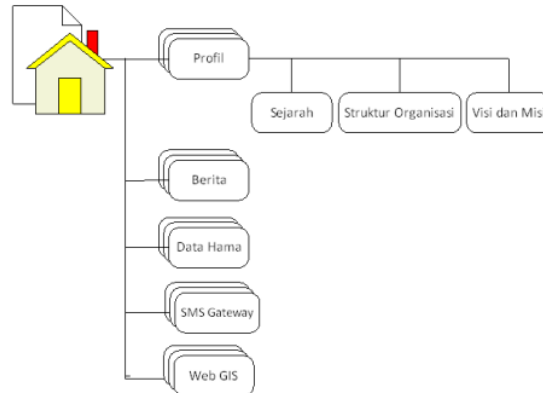 Profil
Sejarah
Struktur Organisasi
Visi dan Mis
Berita
Data Hama
SMS Gateway
Web GIS